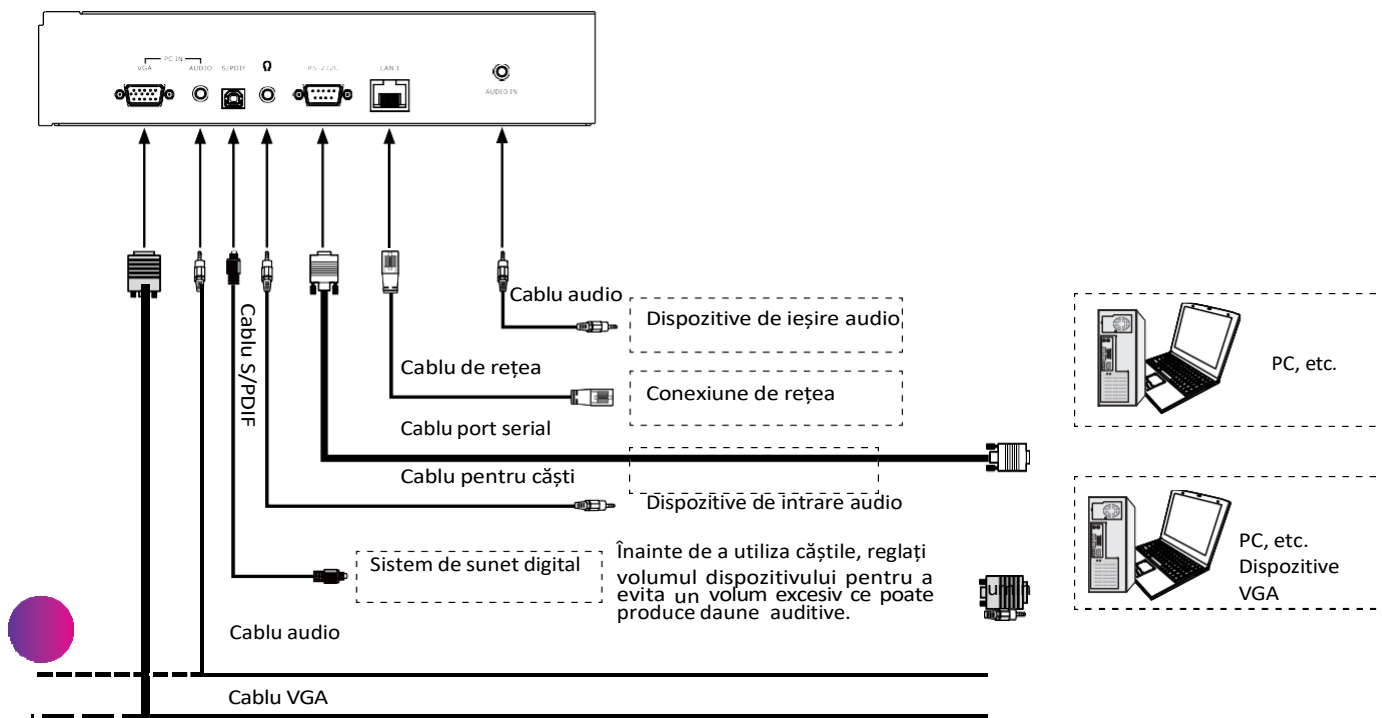 PC IN
VGA AUDIO S/PDIF RS-232C LAN 1
AUDIO IN
Cablu audio
Dispozitive de ieșire audio
Cablu S/PDIF
Cablu de rețea
Conexiune de rețea
PC, etc.
Cablu port serial
Cablu pentru căști
Dispozitive de intrare audio
Sistem de sunet digital
Înainte de a utiliza căștile, reglați
volumul dispozitivului pentru a
evita un volum excesiv ce poate
produce daune auditive.
um
PC, etc.
Dispozitive
VGA
Cablu audio
Cablu VGA